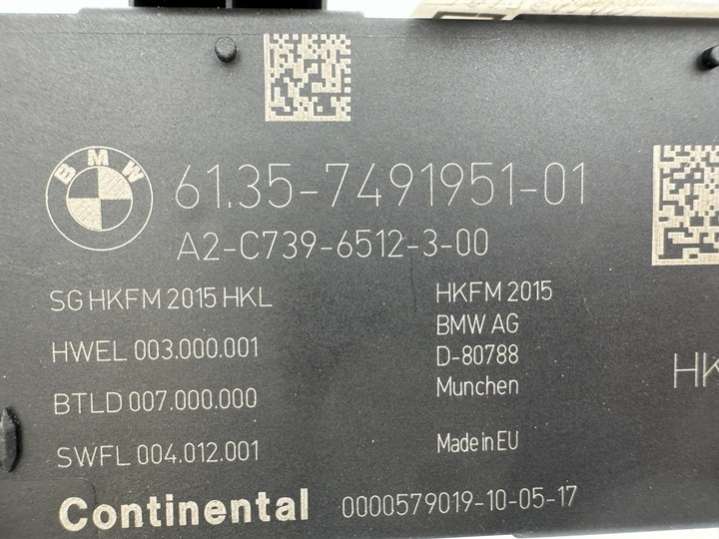 BMW
61.35-7491951-01
A2-C739-6512-3-00
SG HKFM 2015 HKL
HWEL 003.000.001
BTLD 007.000.000
SWFL 004.012.001
HKFM 2015
BMW AG
D-80788
Munchen
Made in EU
HK
Continental 0000579019-10-05-17